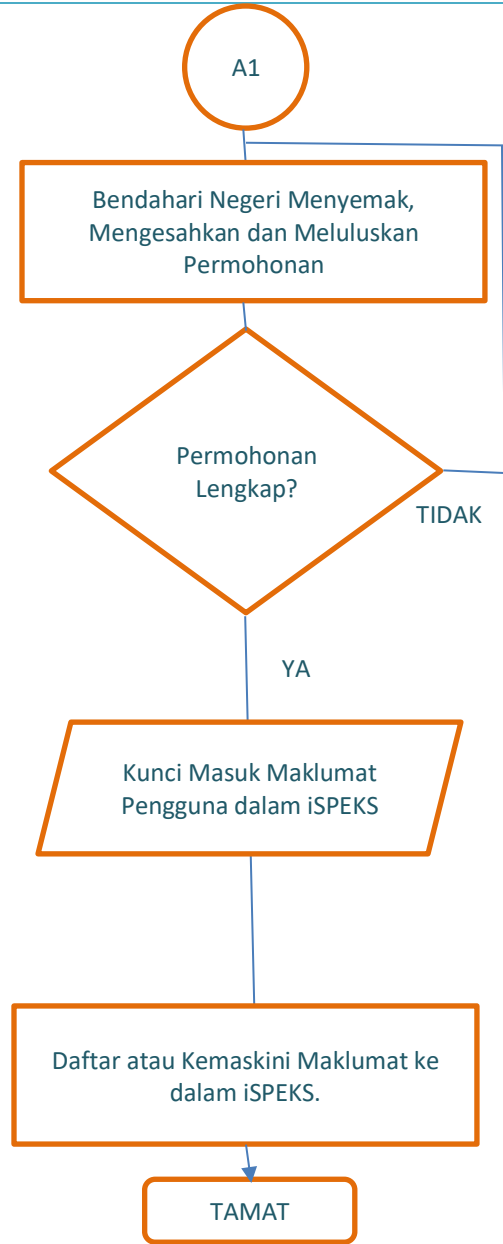 A1
Bendahari Negeri Menyemak,
Mengesahkan dan Meluluskan
Permohonan
Permohonan
Lengkap?
TIDAK
YA
Kunci Masuk Maklumat
Pengguna dalam iSPEKS
Daftar atau Kemaskini Maklumat ke
dalam iSPEKS.
TAMAT